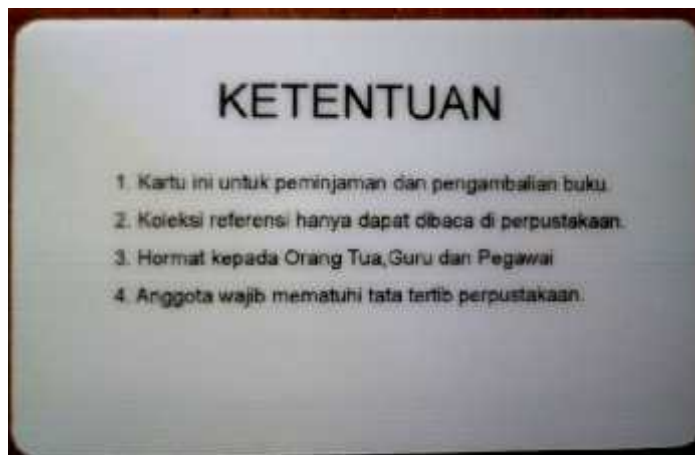 KETENTUAN
1. Kartu ini untuk peminjaman dan pengambalian buku.
2. Koleksi referensi hanya dapat dibaca di perpustakaan.
3. Hormat kepada Orang Tua,Guru dan Pegawai
4. Anggota wajib mematuhi tata tertib perpustakaan.